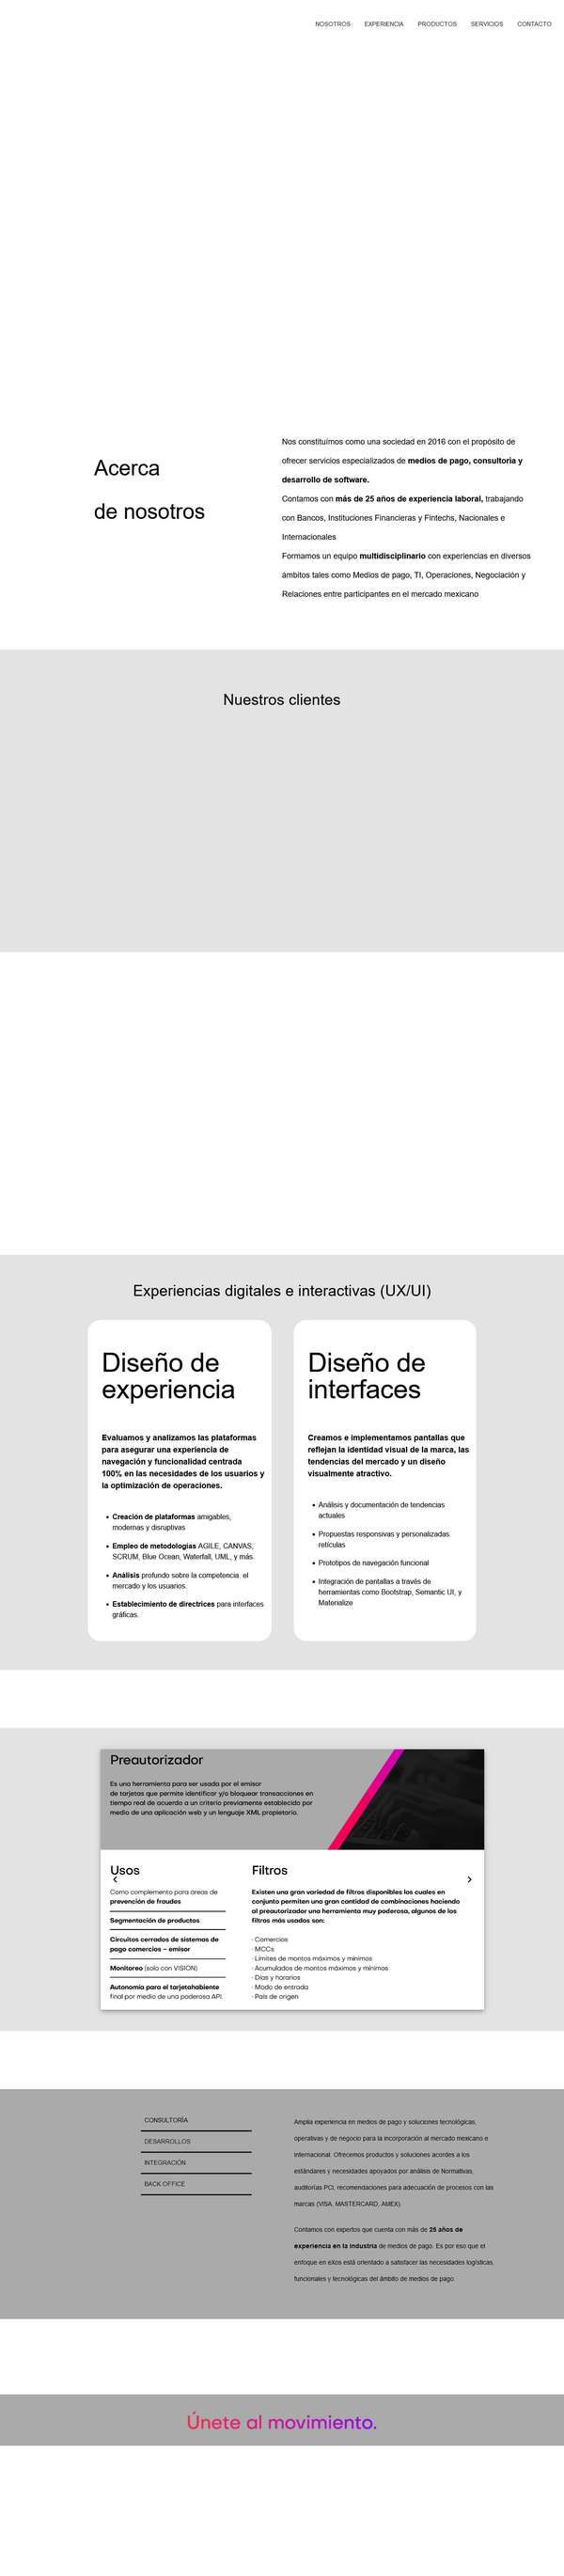 NOSOTROS EXPERIENCIA PRODUCTOS SERVICIOS CONTACTO
Acerca
de nosotros
Nos constituímos como una sociedad en 2016 con el propósito de
ofrecer servicios especializados de medios de pago, consultoría y
desarrollo de software.
Contamos con más de 25 años de experiencia laboral, trabajando
con Bancos, Instituciones Financieras y Fintechs, Nacionales e
Internacionales
Formamos un equipo multidisciplinario con experiencias en diversos
ámbitos tales como Medios de pago, TI, Operaciones, Negociación y
Relaciones entre participantes en el mercado mexicano
Nuestros clientes
Experiencias digitales e interactivas (UX/UI)
Diseño de
experiencia
Evaluamos y analizamos las plataformas
para asegurar una experiencia de
navegación y funcionalidad centrada
100% en las necesidades de los usuarios y
la optimización de operaciones.
• Creación de plataformas amigables,
modernas y disruptivas
• Empleo de metodologías AGILE, CANVAS,
SCRUM, Blue Ocean, Waterfall, UML, y más.
• Análisis profundo sobre la competencia. el
mercado y los usuarios.
• Establecimiento de directrices para interfaces
gráficas.
Diseño de
interfaces
Creamos e implementamos pantallas que
reflejan la identidad visual de la marca, las
tendencias del mercado y un diseño
visualmente atractivo.
• Análisis y documentación de tendencias
actuales
• Propuestas responsivas y personalizadas
retículas
• Prototipos de navegación funcional
• Integración de pantallas a través de
herramientas como Bootstrap, Semantic UI, y
Materialize
Preautorizador
Es una herramienta para ser usada por el emisor
de tarjetas que permite identificar y/o bloquear transacciones en
tiempo real de acuerdo a un criterio previamente establecido por
medio de una aplicación web y un lenguaje XML propietario.
Usos
Como complemento para áreas de
prevención de fraudes
Segmentación de productos
Circuitos cerrados de sistemas de
pago comercios – emisor
Monitoreo (solo con VISION)
Autonomía para el tarjetahabiente
final por medio de una poderosa API.
Filtros
Existen una gran variedad de filtros disponibles los cuales en
conjunto permiten una gran cantidad de combinaciones haciendo
al preautorizador una herramienta muy poderosa, algunos de los
filtros más usados son:
· Comercios
· MCCs
· Límites de montos máximos y mínimos
· Acumulados de montos máximos y mínimos
· Días y horarios
· Modo de entrada
· País de origen
CONSULTORÍA
DESARROLLOS
INTEGRACIÓN
BACK OFFICE
Amplia experiencia en medios de pago y soluciones tecnológicas,
operativas y de negocio para la incorporación al mercado mexicano e
internacional. Ofrecemos productos y soluciones acordes a los
estándares y necesidades apoyados por análisis de Normativas,
auditorías PCI, recomendaciones para adecuación de procesos con las
marcas (VISA, MASTERCARD, AMEX).
Contamos con expertos que cuenta con más de 25 años de
experiencia en la industria de medios de pago. Es por eso que el
enfoque en eXos está orientado a satisfacer las necesidades logísticas,
funcionales y tecnológicas del ámbito de medios de pago.
Únete al movimiento.